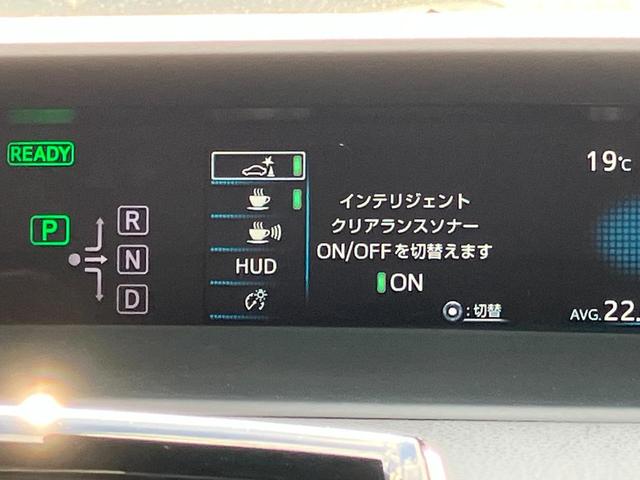 READY
P
R
N
D
HUD
インテリジェント
クリアランスソナー
ON/OFFを切替えます
ON
:切替
19℃
AVG.22.